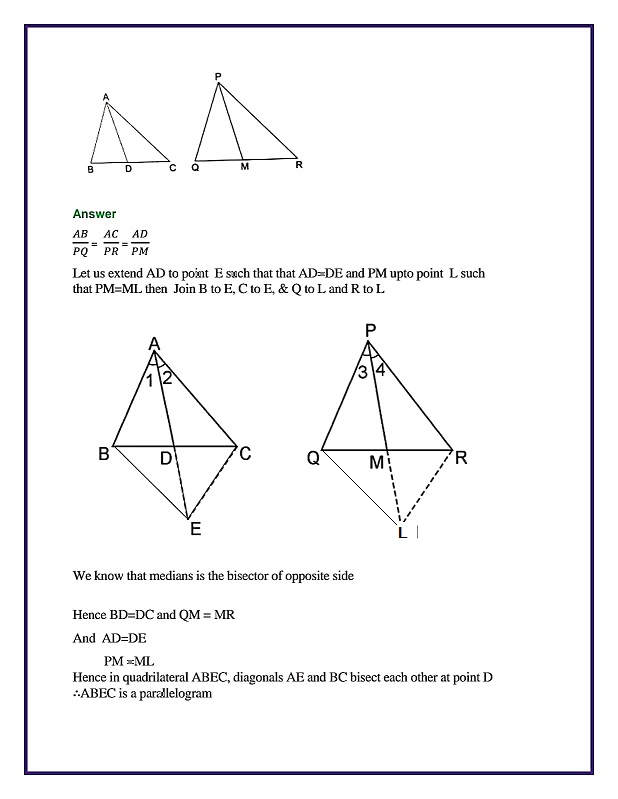 P
A
B D C Q M R
Answer
AB/PQ = AC/PR = AD/PM
Let us extend AD to point E such that that AD=DE and PM upto point L such
that PM=ML then Join B to E, C to E, & Q to L and R to L
A P
1 2 3 4
B D C Q M R
E L
We know that medians is the bisector of opposite side
Hence BD=DC and QM = MR
And AD=DE
PM =ML
Hence in quadrilateral ABEC, diagonals AE and BC bisect each other at point D
∴ABEC is a parallelogram